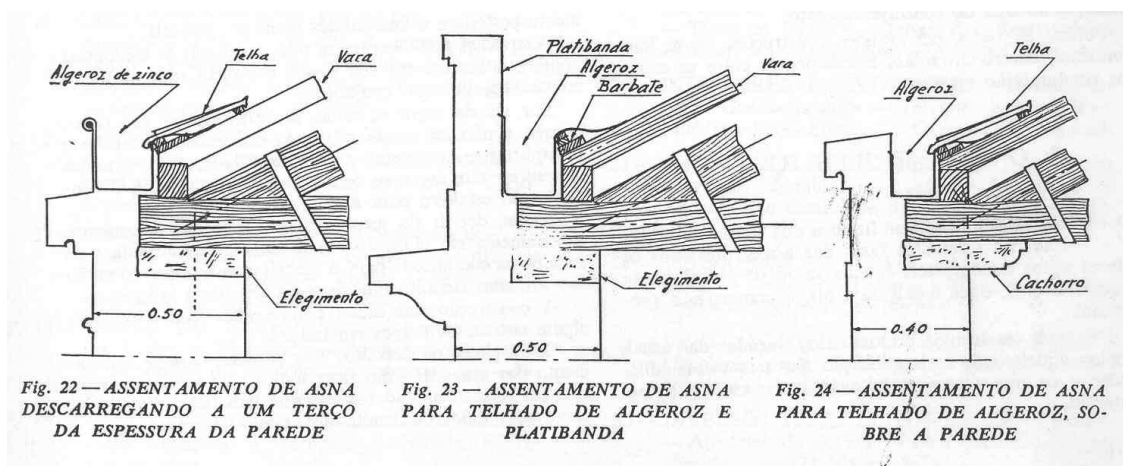 Algeroz de zinco
Telha
Vaca
Elegimento
0.50
Fig. 22 — ASSENTAMENTO DE ASNA
DESCARREGANDO A UM TERÇO
DA ESPESSURA DA PAREDE
Platibanda
Algeroz
Barbate
Vara
Elegimento
0.50
Fig. 23 — ASSENTAMENTO DE ASNA
PARA TELHADO DE ALGEROZ E
PLATIBANDA
Algeroz
Telha
Cachorro
0.40
Fig. 24 — ASSENTAMENTO DE ASNA
PARA TELHADO DE ALGEROZ, SO-
BRE A PAREDE